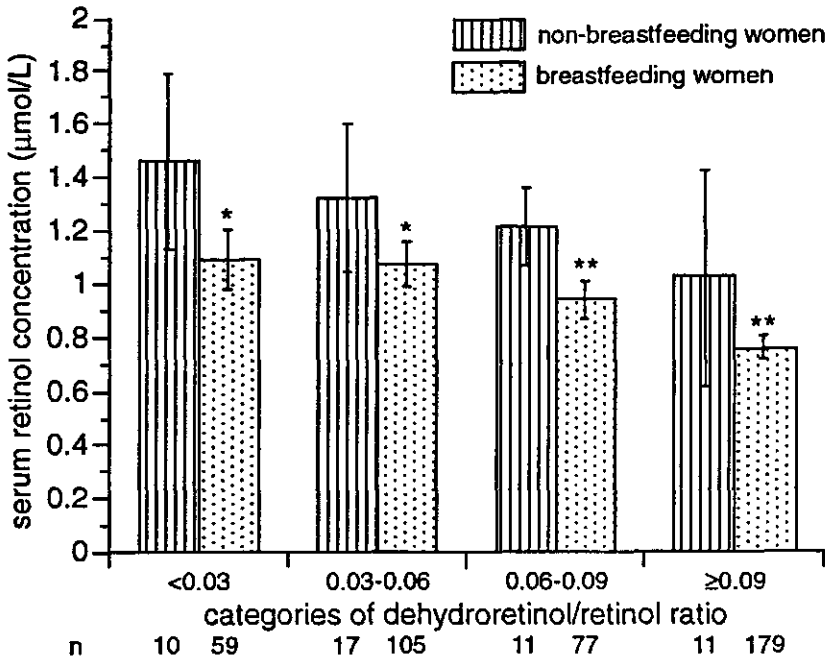 non-breastfeeding women
breastfeeding women
serum retinol concentration (µmol/L)
2
1.8
1.6
1.4
1.2
1
0.8
0.6
0.4
0.2
0
*
*
**
**
<0.03 0.03-0.06 0.06-0.09 ≥0.09
categories of dehydroretinol/retinol ratio
n 10 59 17 105 11 77 11 179